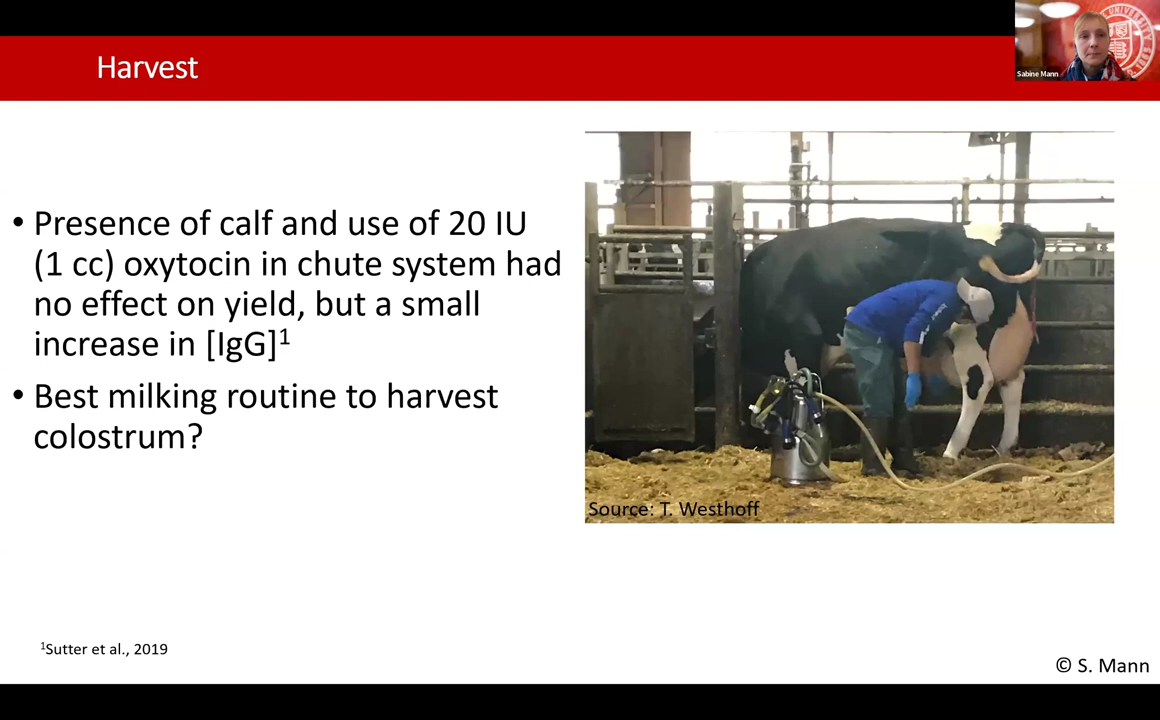 Harvest
Sabine Mann
• Presence of calf and use of 20 IU
(1 cc) oxytocin in chute system had
no effect on yield, but a small
increase in [IgG]¹
• Best milking routine to harvest
colostrum?
Source: T. Westhoff
¹Sutter et al., 2019
© S. Mann